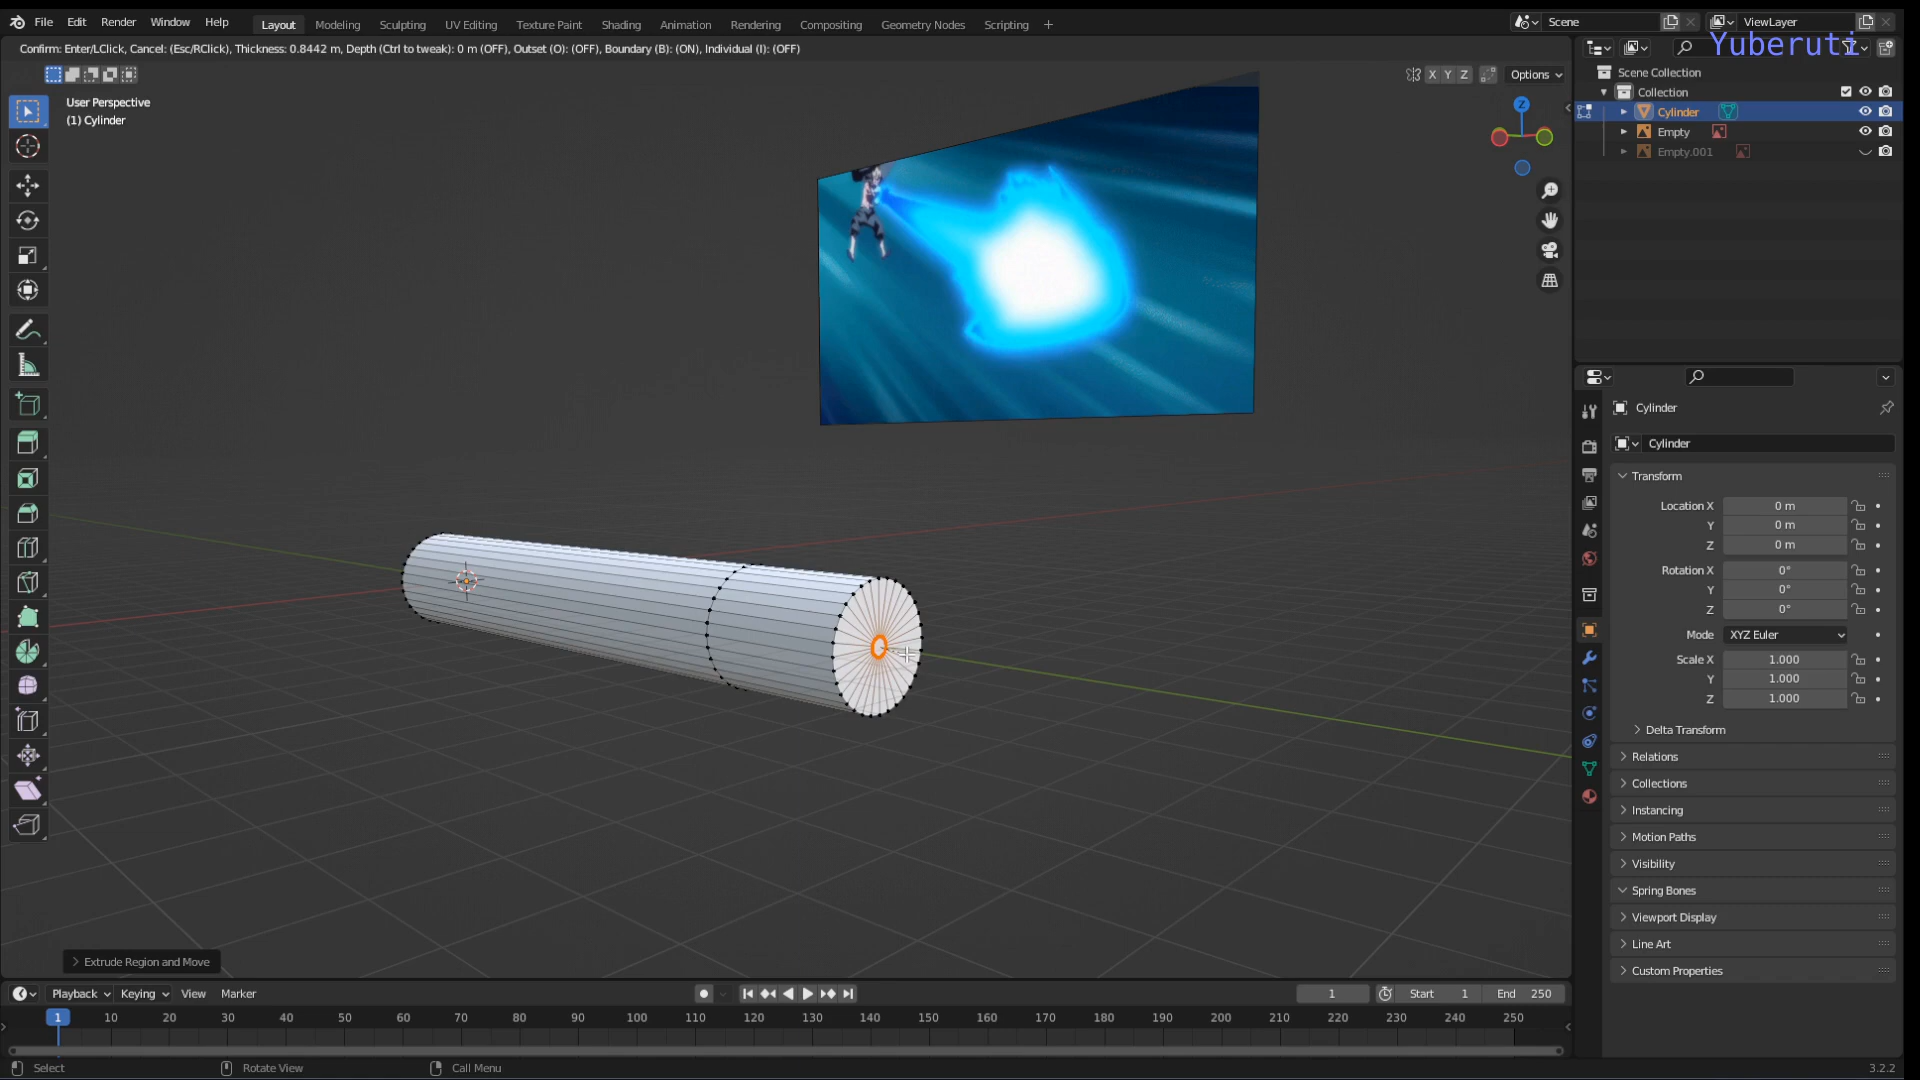 File Edit Render Window Help
Layout Modeling Sculpting UV Editing Texture Paint Shading Animation Rendering Compositing Geometry Nodes Scripting +
Scene
ViewLayer
Confirm: Enter/LClick, Cancel: (Esc/RClick), Thickness: 0.8442 m, Depth (Ctrl to tweak): 0 m (OFF), Outset (O): (OFF), Boundary (B): (ON), Individual (I): (OFF)
Yuberuti
X Y Z
Options
User Perspective
(1) Cylinder
Z
Scene Collection
Collection
Cylinder
Empty
Empty.001
Cylinder
Cylinder
Transform
Location X 0 m
Y 0 m
Z 0 m
Rotation X 0°
Y 0°
Z 0°
Mode XYZ Euler
Scale X 1.000
Y 1.000
Z 1.000
Delta Transform
Relations
Collections
Instancing
Motion Paths
Visibility
Spring Bones
Viewport Display
Line Art
Custom Properties
Extrude Region and Move
Playback Keying View Marker
1
Start 1
End 250
1 10 20 30 40 50 60 70 80 90 100 110 120 130 140 150 160 170 180 190 200 210 220 230 240 250
Select
Rotate View
Call Menu
3.2.2